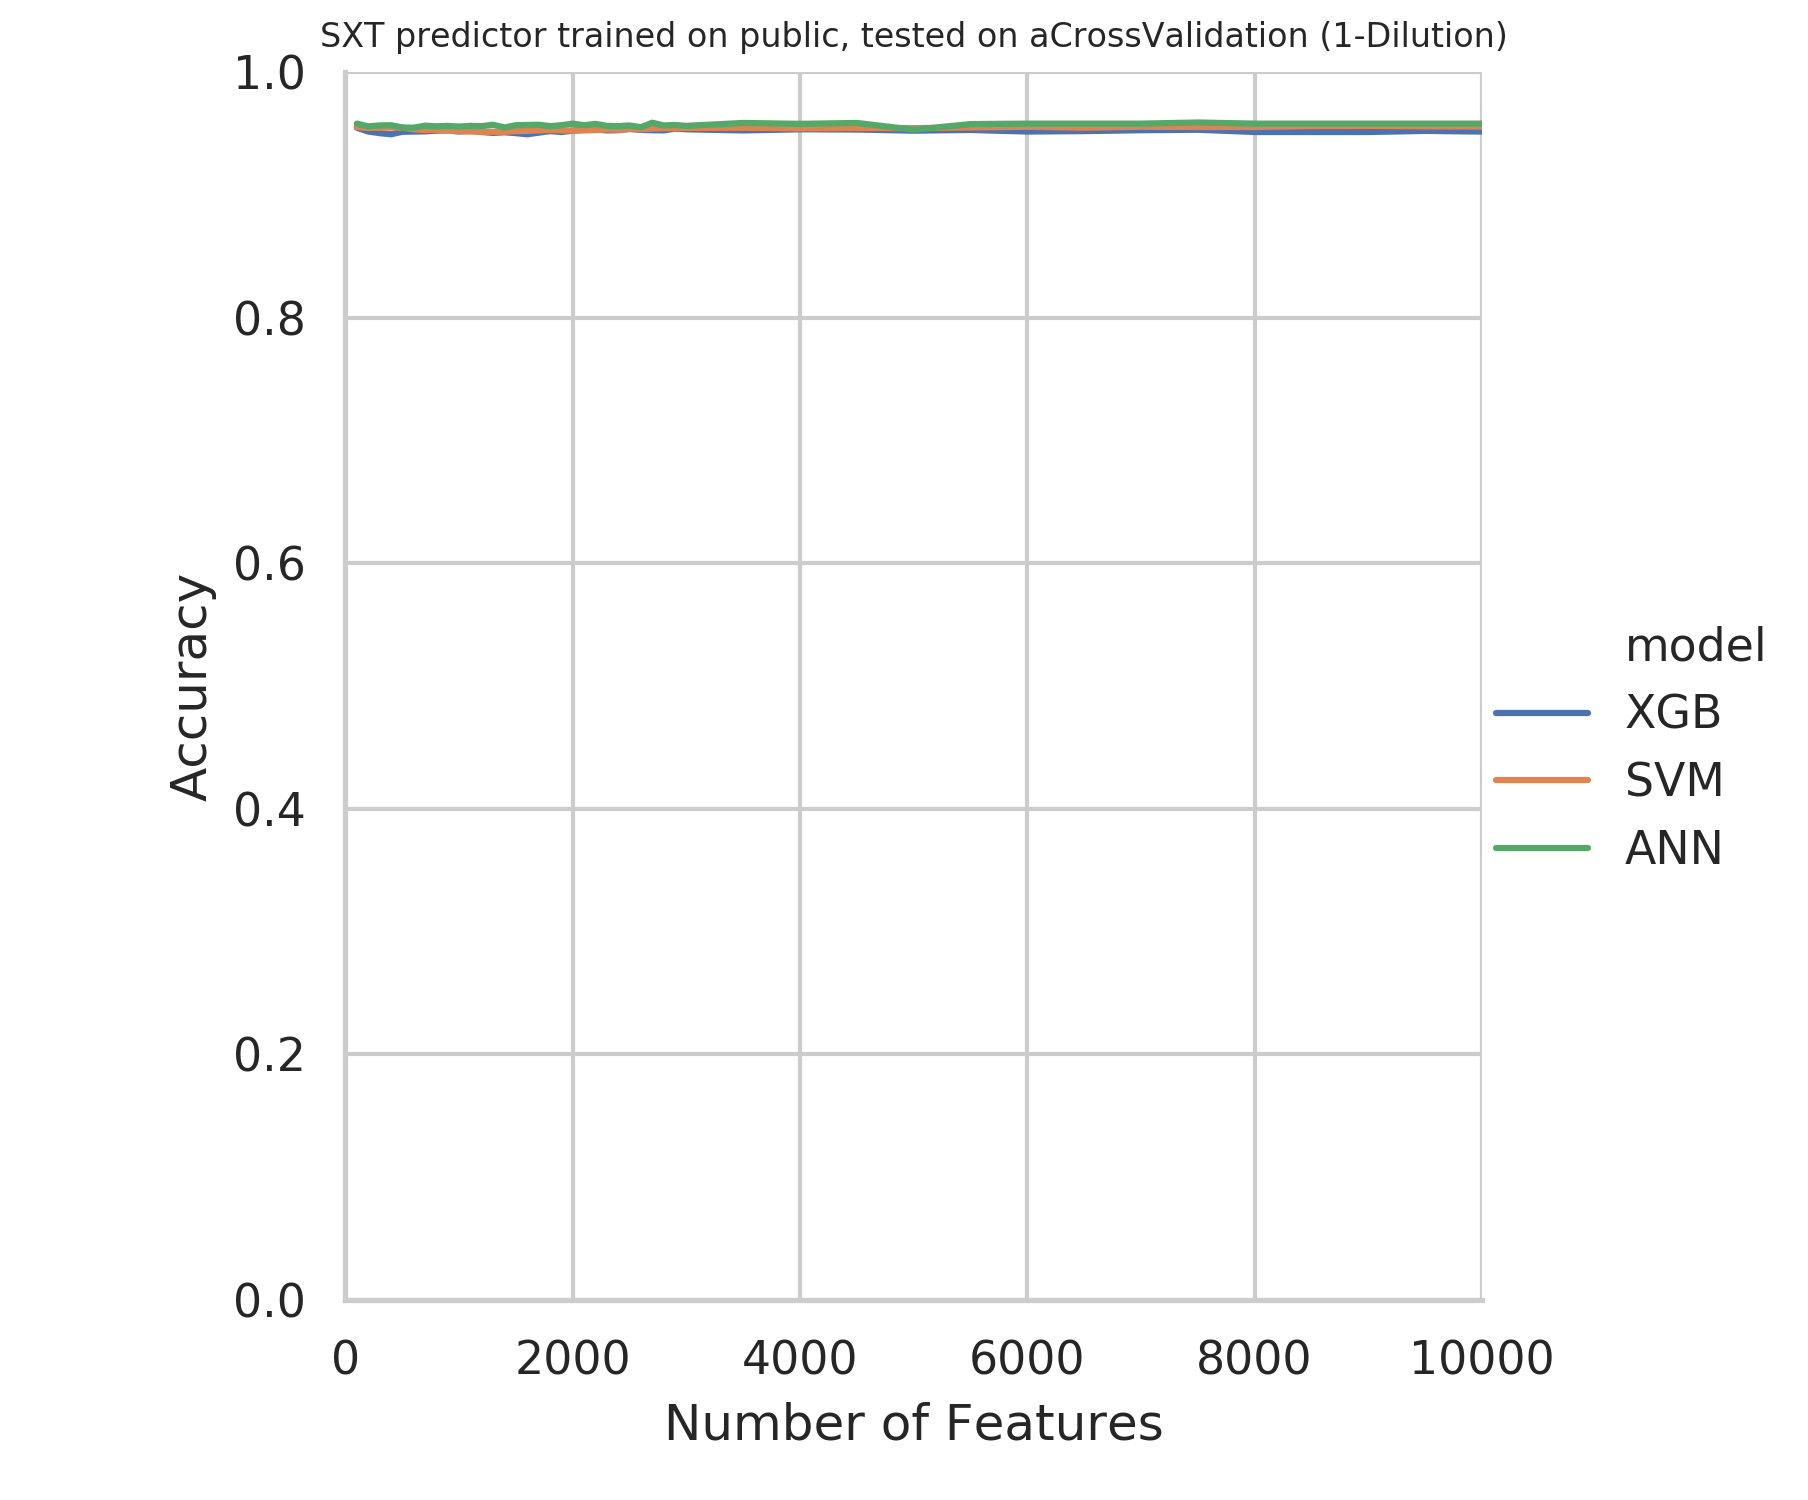 SXT predictor trained on public, tested on aCrossValidation (1-Dilution)
1.0
0.8
0.6
0.4
0.2
0.0
Accuracy
0 2000 4000 6000 8000 10000
Number of Features
model
XGB
SVM
ANN